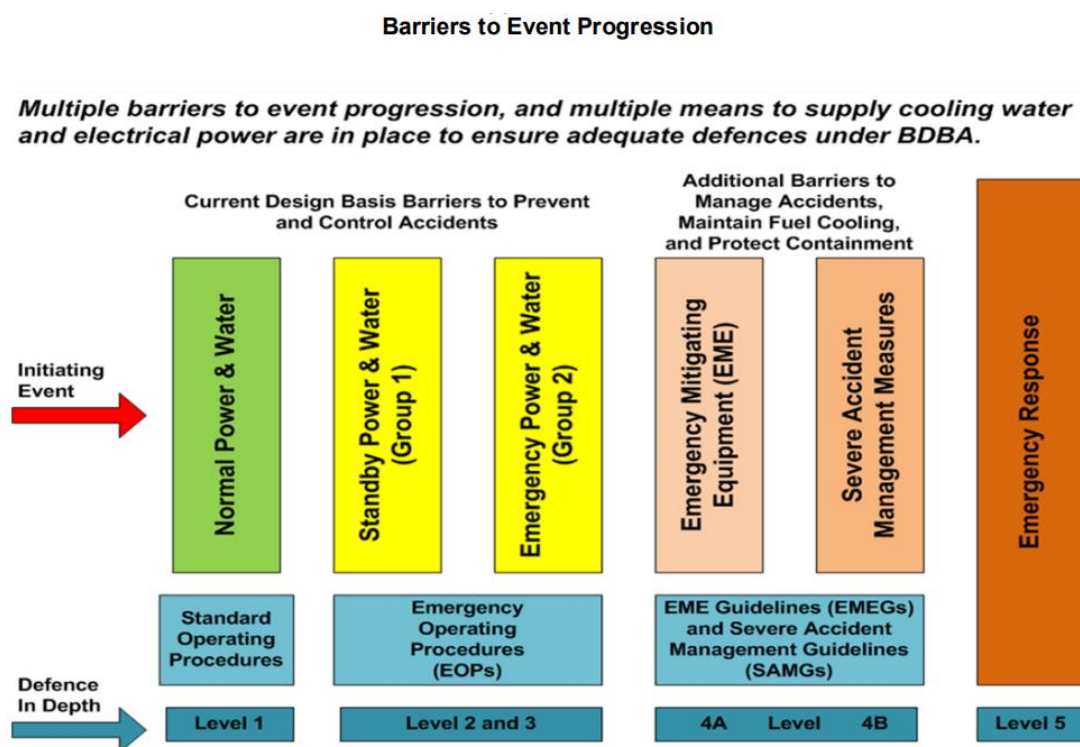 Barriers to Event Progression
Multiple barriers to event progression, and multiple means to supply cooling water
and electrical power are in place to ensure adequate defences under BDBA.
Current Design Basis Barriers to Prevent
and Control Accidents
Additional Barriers to
Manage Accidents,
Maintain Fuel Cooling,
and Protect Containment
Initiating
Event
Normal Power & Water
Standby Power & Water
(Group 1)
Emergency Power & Water
(Group 2)
Emergency Mitigating
Equipment (EME)
Severe Accident
Management Measures
Emergency Response
Standard
Operating
Procedures
Emergency
Operating
Procedures
(EOPs)
EME Guidelines (EMEGs)
and Severe Accident
Management Guidelines
(SAMGs)
Defence
In Depth
Level 1
Level 2 and 3
4A Level 4B
Level 5